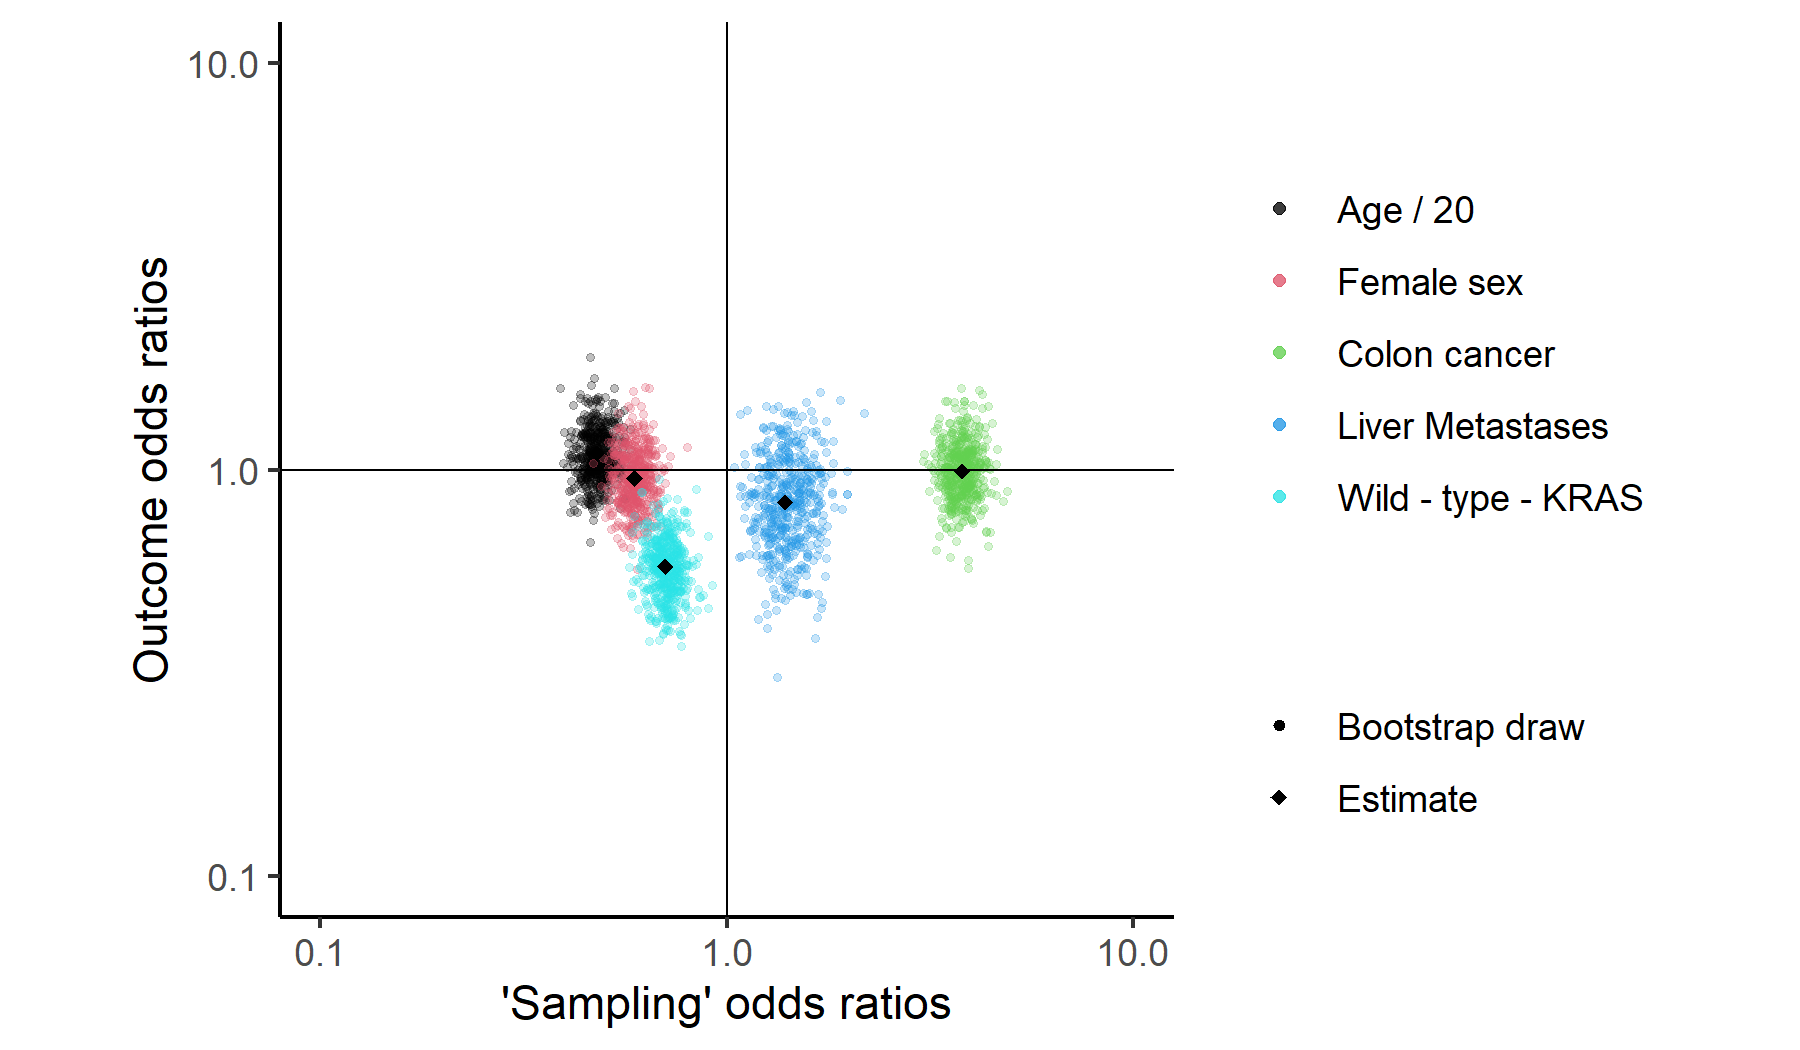 10.0
1.0
0.1
0.1
1.0
10.0
Outcome odds ratios
'Sampling' odds ratios
Age / 20
Female sex
Colon cancer
Liver Metastases
Wild - type - KRAS
Bootstrap draw
Estimate